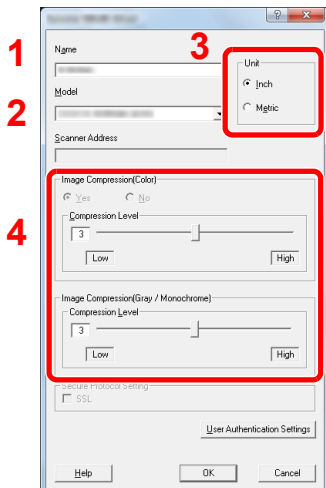 1
3
Name
Unit
Inch
Metric
2
Model
Scanner Address
4
Image Compression(Color)
Yes No
Compression Level
3
Low High
Image Compression(Gray / Monochrome)
Compression Level
3
Low High
Secure Protocol Setting
SSL
User Authentication Settings
Help OK Cancel